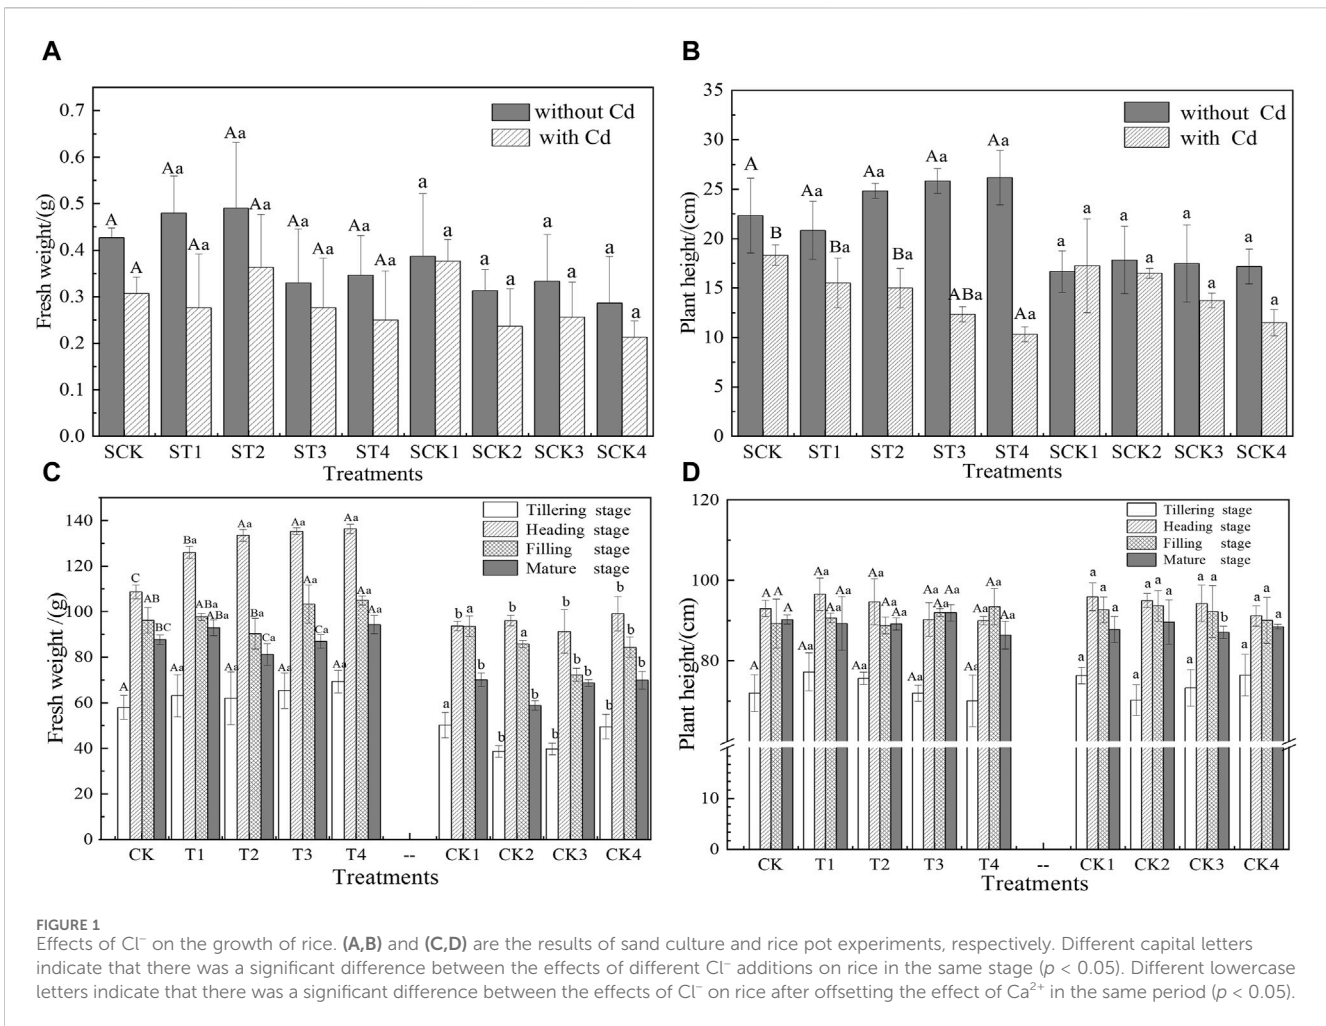 A
Fresh weight/(g)
0.7
0.6
0.5
0.4
0.3
0.2
0.1
0.0
without Cd
with Cd
A A
Aa Aa
Aa Aa
Aa Aa
Aa Aa
a a
a a
a a
a a
SCK ST1 ST2 ST3 ST4 SCK1 SCK2 SCK3 SCK4
Treatments
B
Plant height/(cm)
35
30
25
20
15
10
5
0
without Cd
with Cd
A B
Aa Ba
Aa Ba
Aa ABa
Aa Aa
a a
a a
a a
a a
SCK ST1 ST2 ST3 ST4 SCK1 SCK2 SCK3 SCK4
Treatments
C
Fresh weight /(g)
140
120
100
80
60
40
20
0
Tillering stage
Heading stage
Filling stage
Mature stage
A C AB BC
Aa Ba ABa ABa
Aa Aa Ba Ca
Aa Aa Aa Ca
Aa Aa Aa Aa
a b a b
b b a b
b b b b
b b b b
CK T1 T2 T3 T4 -- CK1 CK2 CK3 CK4
Treatments
D
Plant height/(cm)
120
100
80
10
0
Tillering stage
Heading stage
Filling stage
Mature stage
A A A A
Aa Aa Aa Aa
Aa Aa Aa Aa
Aa Aa Aa Aa
Aa Aa Aa Aa
a a a a
a a a a
a a a b
a a a a
CK T1 T2 T3 T4 -- CK1 CK2 CK3 CK4
Treatments
FIGURE 1
Effects of Cl⁻ on the growth of rice. (A,B) and (C,D) are the results of sand culture and rice pot experiments, respectively. Different capital letters
indicate that there was a significant difference between the effects of different Cl⁻ additions on rice in the same stage (p < 0.05). Different lowercase
letters indicate that there was a significant difference between the effects of Cl⁻ on rice after offsetting the effect of Ca²⁺ in the same period (p < 0.05).